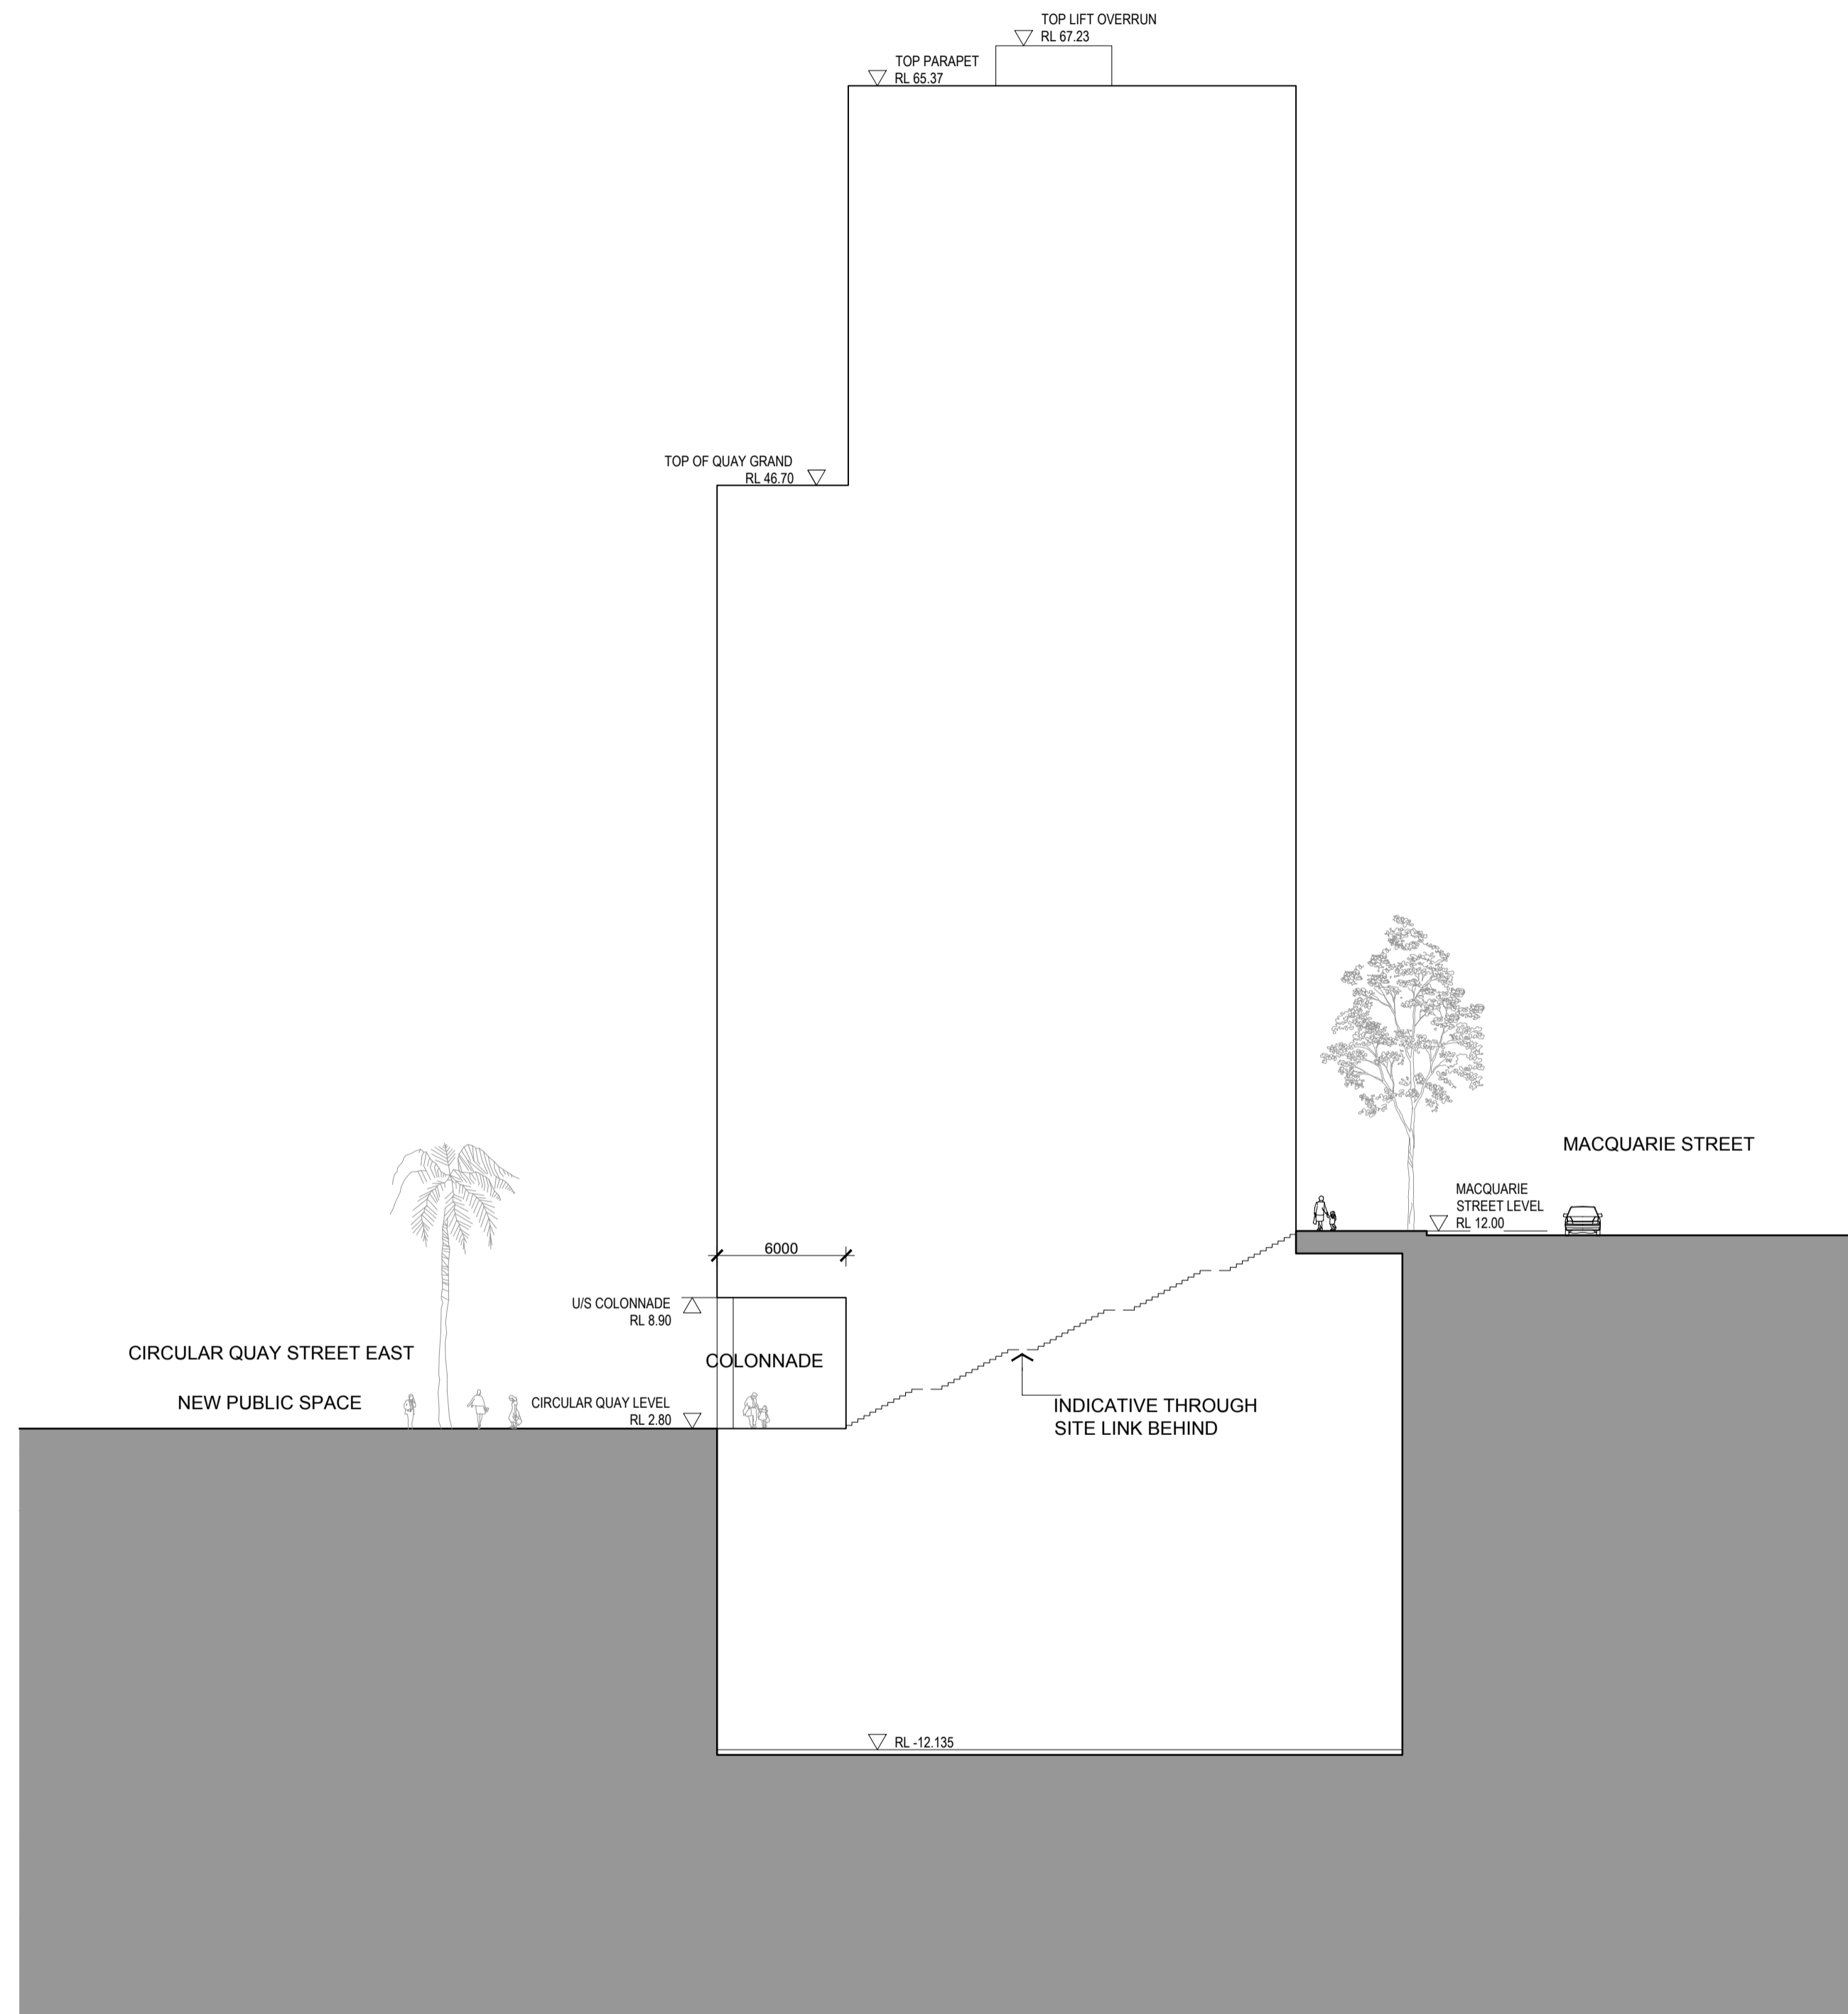 TOP LIFT OVERRUN
RL 67.23
TOP PARAPET
RL 65.37
TOP OF QUAY GRAND
RL 46.70
MACQUARIE STREET
MACQUARIE
STREET LEVEL
RL 12.00
6000
U/S COLONNADE
RL 8.90
CIRCULAR QUAY STREET EAST
COLONNADE
NEW PUBLIC SPACE
CIRCULAR QUAY LEVEL
RL 2.80
INDICATIVE THROUGH
SITE LINK BEHIND
RL -12.135